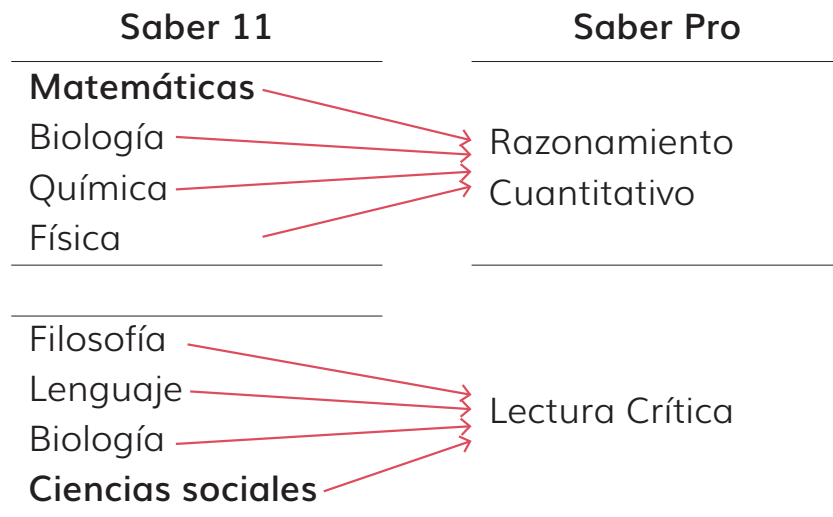 Saber 11
Saber Pro
Matemáticas
Biología
Química
Física
Razonamiento
Cuantitativo
Filosofía
Lenguaje
Biología
Ciencias sociales
Lectura Crítica